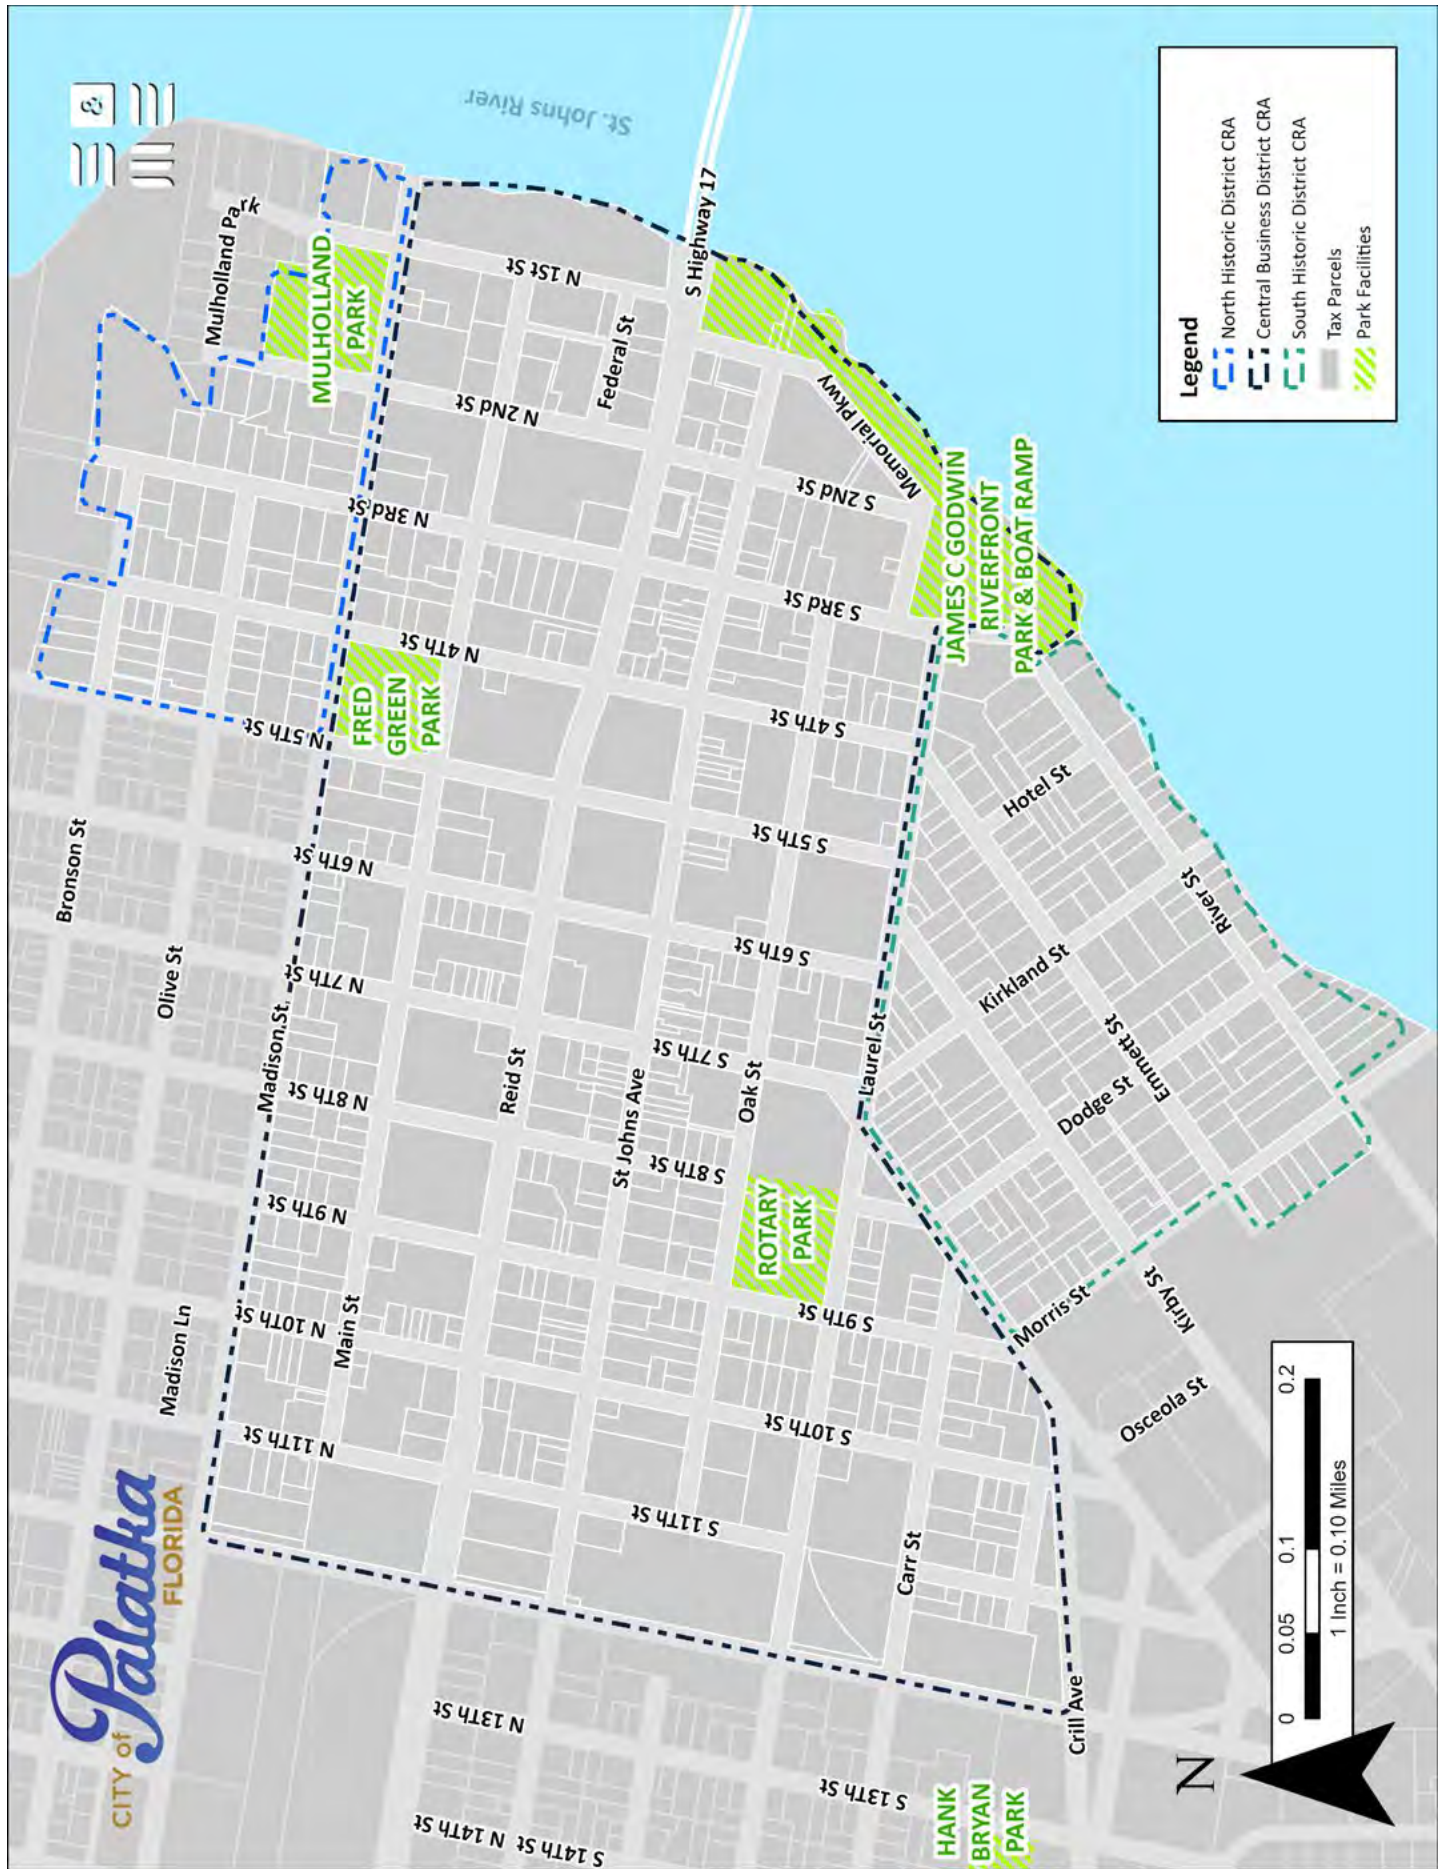 CITY of Palatka
FLORIDA
&
Bronson St
Olive St
Madison Ln
Madison St
Mulholland Park
MULHOLLAND
PARK
N 11Th St
N 10Th St
N 9Th St
N 8Th St
N 7Th St
N 6Th St
N 5Th St
FRED
GREEN
PARK
N 4Th St
N 3Rd St
N 2Nd St
N 1St St
St. Johns River
Main St
Reid St
Federal St
S Highway 17
N 14Th St
N 13Th St
S 14Th St
St Johns Ave
S 11Th St
S 10Th St
S 9Th St
S 8Th St
S 7Th St
S 6Th St
S 5Th St
S 4Th St
S 3Rd St
S 2Nd St
Memorial Pkwy
Oak St
ROTARY
PARK
Laurel St
JAMES C GODWIN
RIVERFRONT
PARK & BOAT RAMP
S 13Th St
Carr St
HANK
BRYAN
PARK
Crill Ave
Morris St
Kirkland St
Hotel St
Dodge St
Emmett St
River St
Kirby St
Osceola St
N
0 0.05 0.1 0.2
1 Inch = 0.10 Miles
Legend
North Historic District CRA
Central Business District CRA
South Historic District CRA
Tax Parcels
Park Facilities